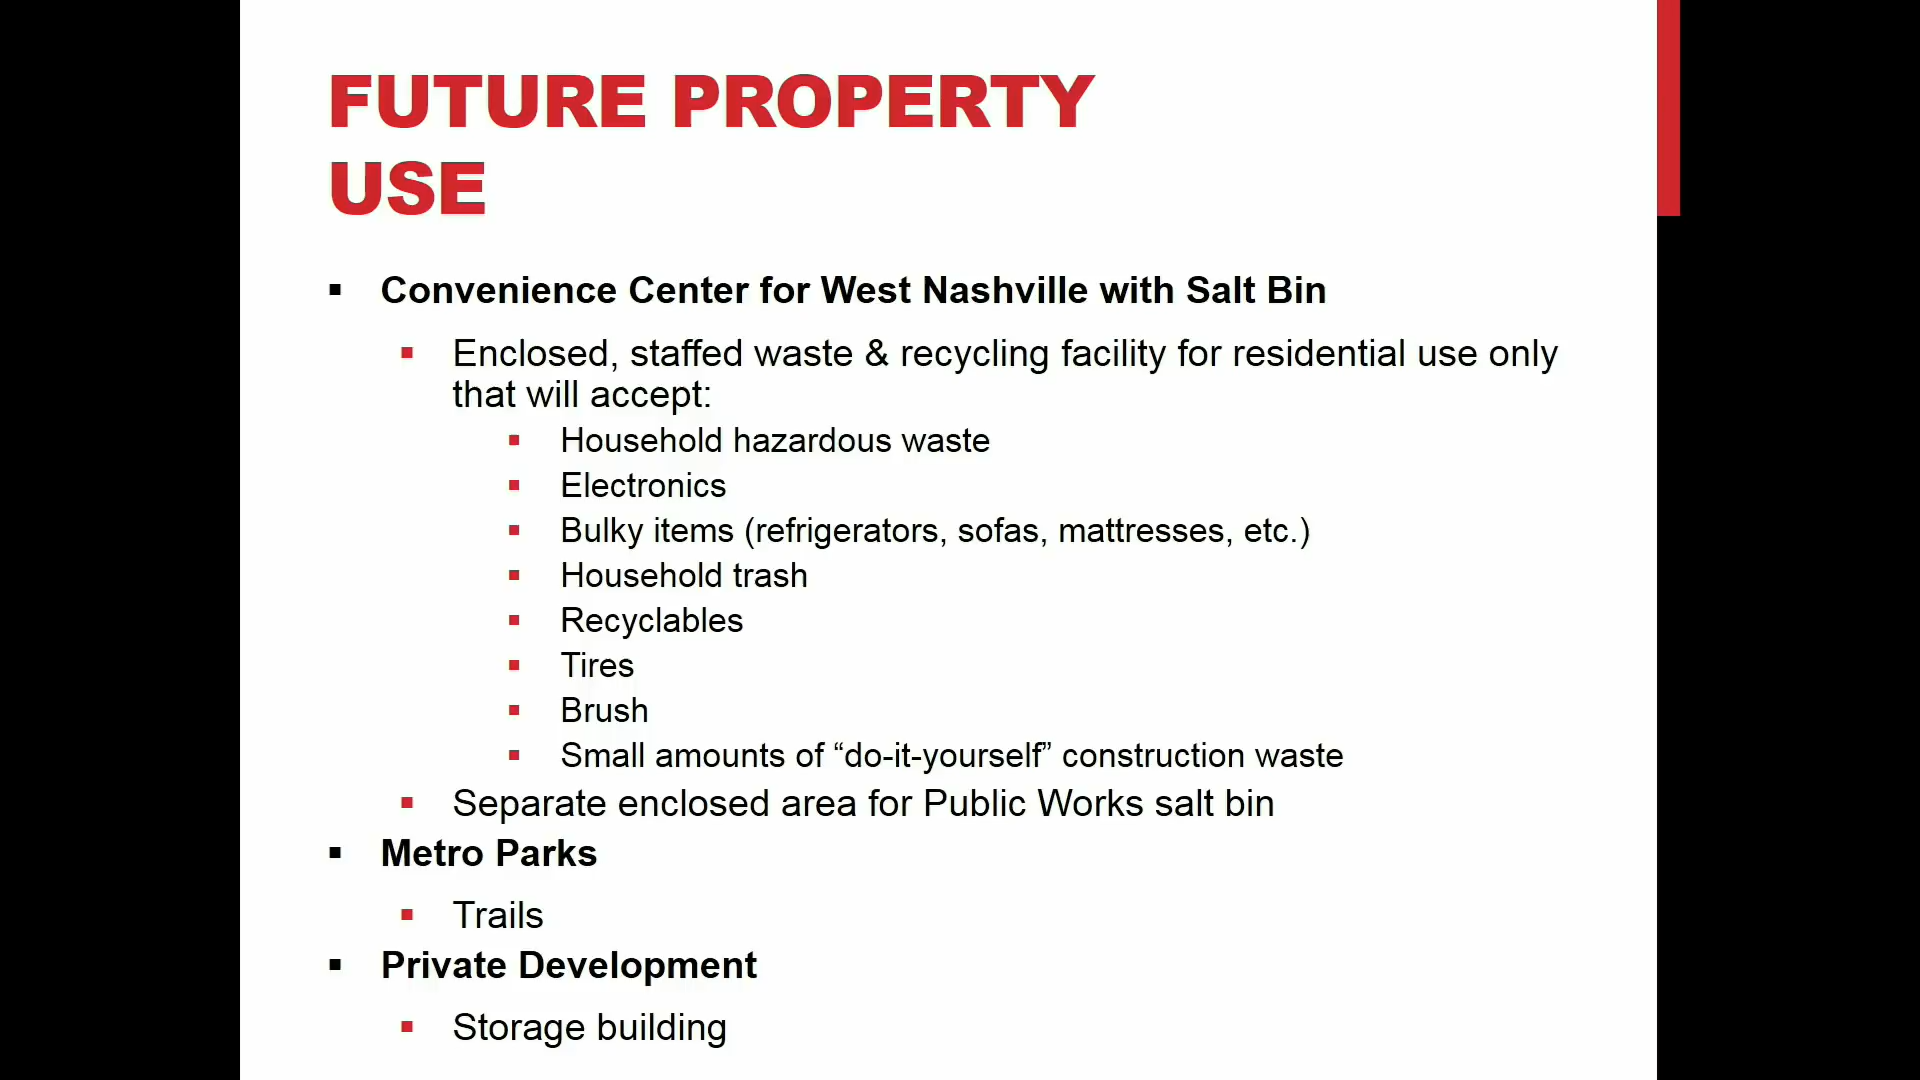 FUTURE PROPERTY
USE
▪ Convenience Center for West Nashville with Salt Bin
▪ Enclosed, staffed waste & recycling facility for residential use only
that will accept:
▪ Household hazardous waste
▪ Electronics
▪ Bulky items (refrigerators, sofas, mattresses, etc.)
▪ Household trash
▪ Recyclables
▪ Tires
▪ Brush
▪ Small amounts of “do-it-yourself” construction waste
▪ Separate enclosed area for Public Works salt bin
▪ Metro Parks
▪ Trails
▪ Private Development
▪ Storage building